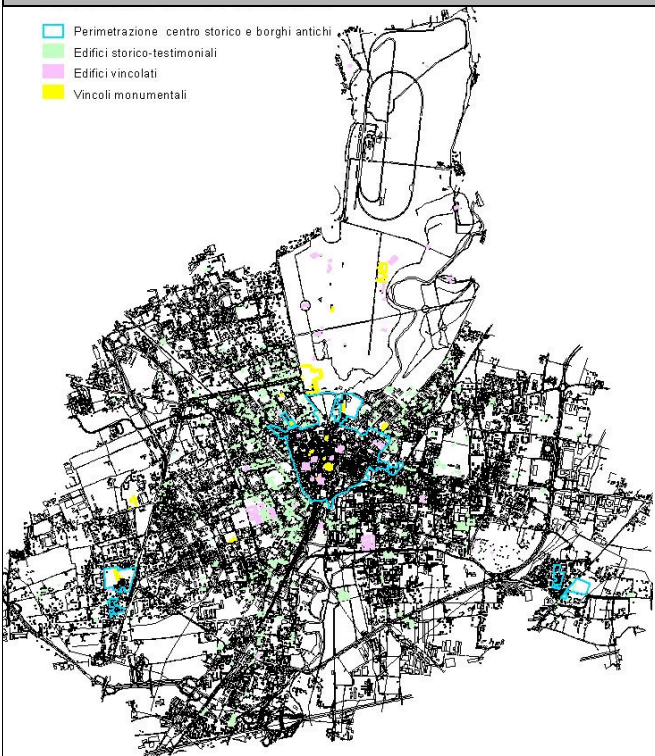 Perimetrazione centro storico e borghi antichi
Edifici storico-testimoniali
Edifici vincolati
Vincoli monumentali